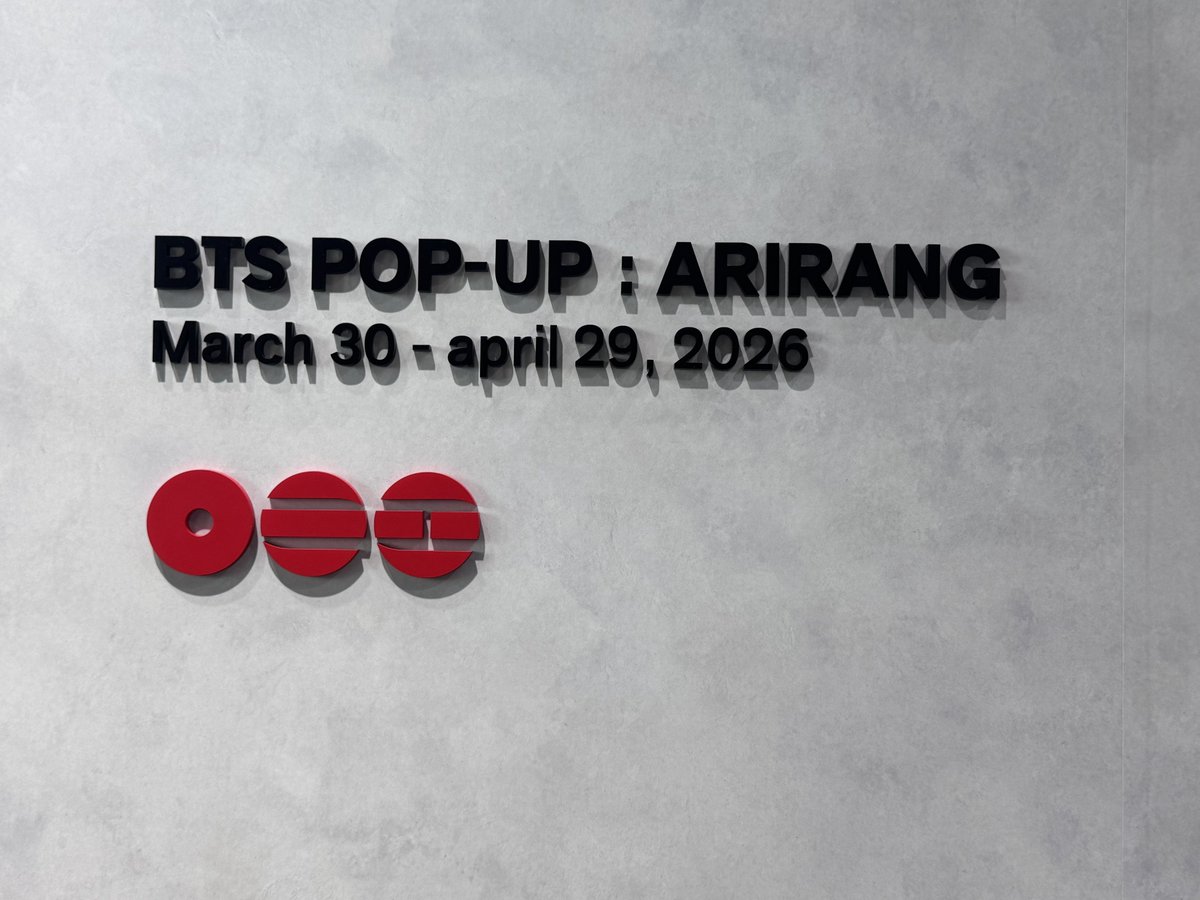 BTS POP-UP : ARIRANG
March 30 - april 29, 2026